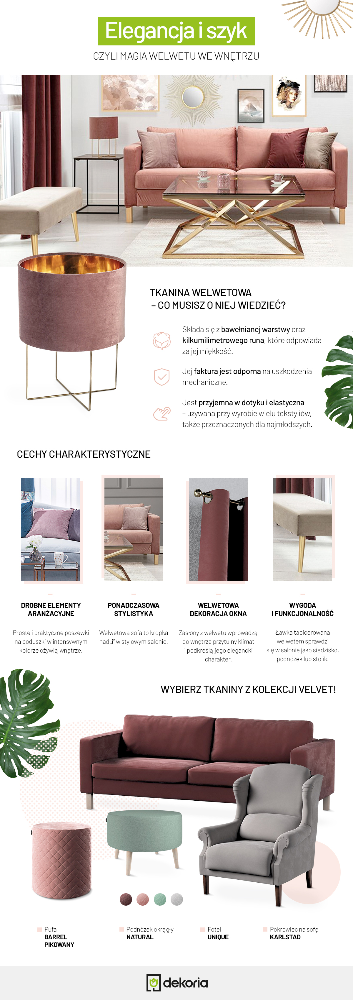 Elegancja i szyk
CZYLI MAGIA WELWETU WE WNĘTRZU
TKANINA WELWETOWA
– CO MUSISZ O NIEJ WIEDZIEĆ?
Składa się z bawełnianej warstwy oraz
kilkumilimetrowego runa, które odpowiada
za jej miękkość.
Jej faktura jest odporna na uszkodzenia
mechaniczne.
Jest przyjemna w dotyku i elastyczna
– używana przy wyrobie wielu tekstyliów,
także przeznaczonych dla najmłodszych.
CECHY CHARAKTERYSTYCZNE
DROBNE ELEMENTY
ARANŻACYJNE
Proste i praktyczne poszewki
na poduszki w intensywnym
kolorze ożywią wnętrze.
PONADCZASOWA
STYLISTYKA
Welwetowa sofa to kropka
nad „i” w stylowym salonie.
WELWETOWA
DEKORACJA OKNA
Zasłony z welwetu wprowadzą
do wnętrza przytulny klimat
i podkreślą jego elegancki
charakter.
WYGODA
I FUNKCJONALNOŚĆ
Ławka tapicerowana
welwetem sprawdzi
się w salonie jako siedzisko,
podnóżek lub stolik.
WYBIERZ TKANINY Z KOLEKCJI VELVET!
Pufa
BARREL
PIKOWANY
Podnózek okrągły
NATURAL
Fotel
UNIQUE
Pokrowiec na sofę
KARLSTAD
dekoria